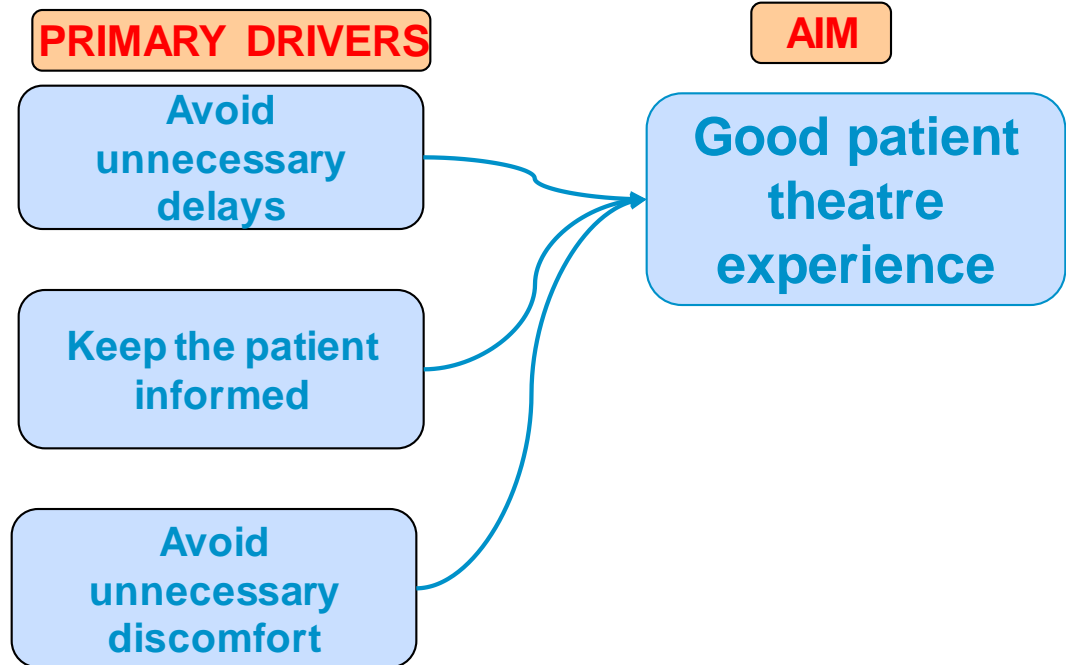 PRIMARY DRIVERS
AIM
Avoid
unnecessary
delays
Good patient
theatre
experience
Keep the patient
informed
Avoid
unnecessary
discomfort